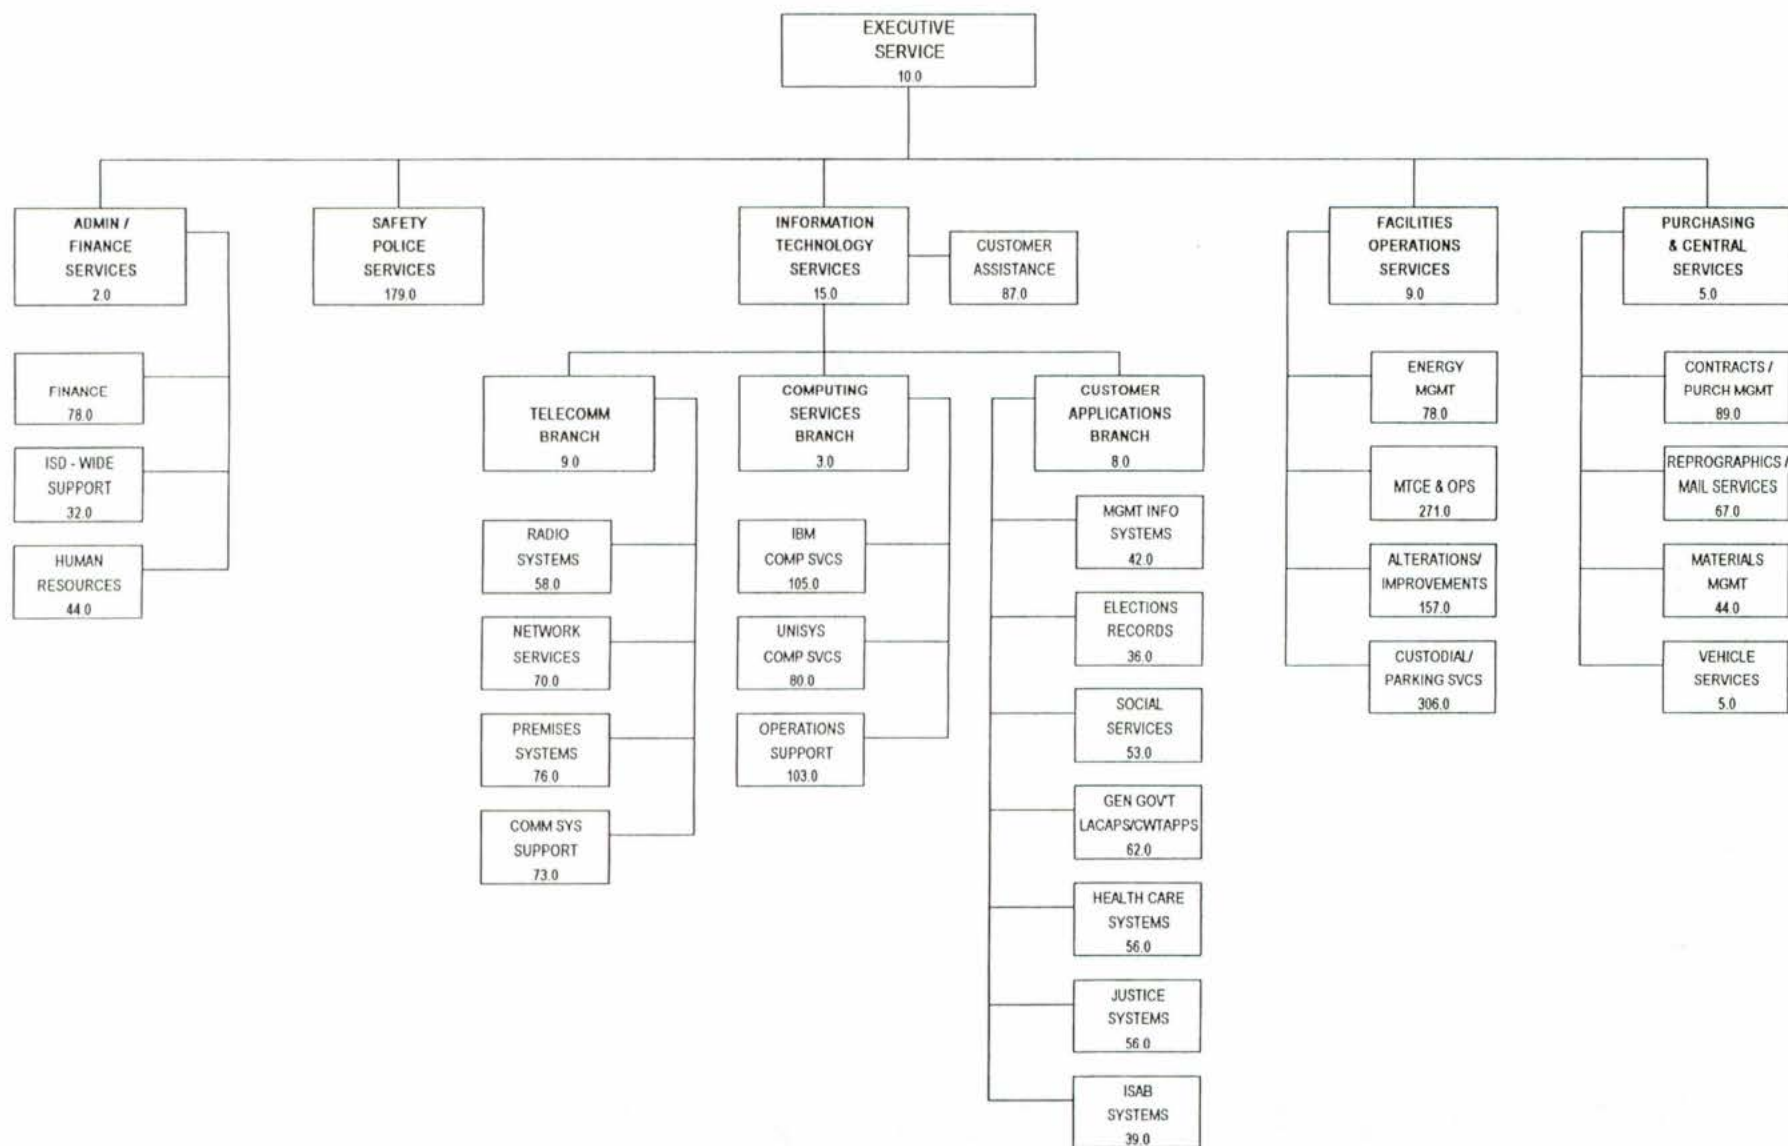 EXECUTIVE
SERVICE
10.0
ADMIN /
FINANCE
SERVICES
2.0
SAFETY
POLICE
SERVICES
179.0
INFORMATION
TECHNOLOGY
SERVICES
15.0
CUSTOMER
ASSISTANCE
87.0
FACILITIES
OPERATIONS
SERVICES
9.0
PURCHASING
& CENTRAL
SERVICES
5.0
FINANCE
78.0
ISD - WIDE
SUPPORT
32.0
HUMAN
RESOURCES
44.0
TELECOMM
BRANCH
9.0
RADIO
SYSTEMS
58.0
NETWORK
SERVICES
70.0
PREMISES
SYSTEMS
76.0
COMM SYS
SUPPORT
73.0
COMPUTING
SERVICES
BRANCH
3.0
IBM
COMP SVCS
105.0
UNISYS
COMP SVCS
80.0
OPERATIONS
SUPPORT
103.0
CUSTOMER
APPLICATIONS
BRANCH
8.0
MGMT INFO
SYSTEMS
42.0
ELECTIONS
RECORDS
36.0
SOCIAL
SERVICES
53.0
GEN GOV'T
LACAPS/CWTAPPS
62.0
HEALTH CARE
SYSTEMS
56.0
JUSTICE
SYSTEMS
56.0
ISAB
SYSTEMS
39.0
ENERGY
MGMT
78.0
MTCE & OPS
271.0
ALTERATIONS/
IMPROVEMENTS
157.0
CUSTODIAL/
PARKING SVCS
306.0
CONTRACTS /
PURCH MGMT
89.0
REPROGRAPHICS /
MAIL SERVICES
67.0
MATERIALS
MGMT
44.0
VEHICLE
SERVICES
5.0